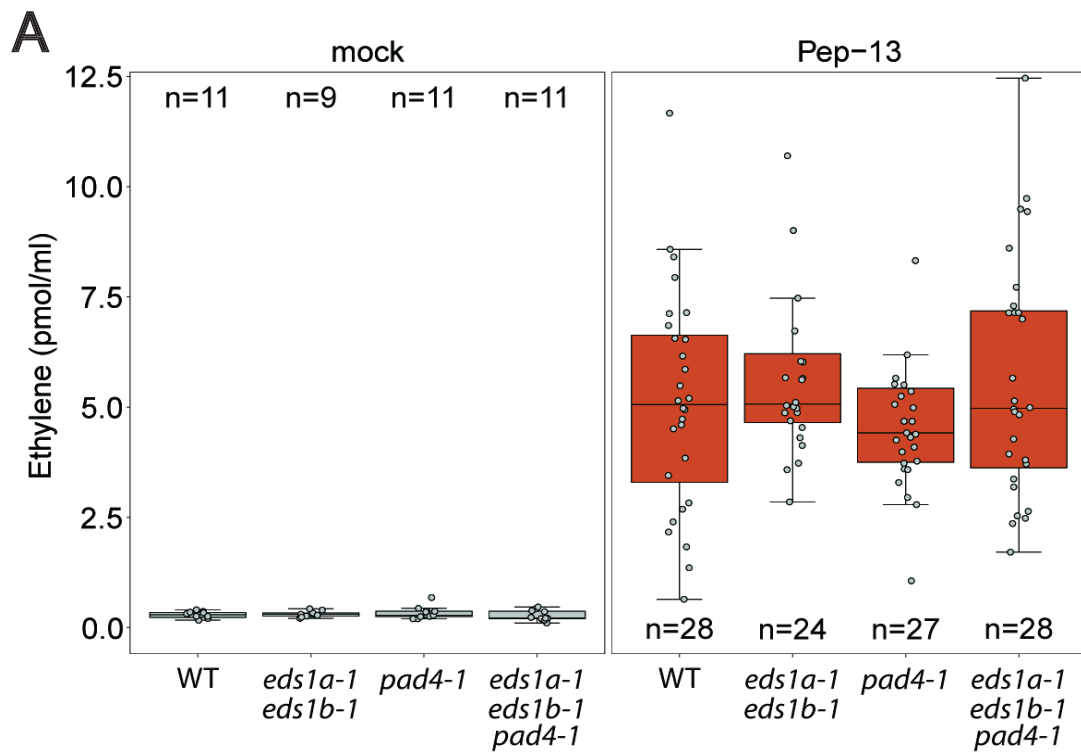 A
mock
Pep−13
Ethylene (pmol/ml)
12.5
10.0
7.5
5.0
2.5
0.0
n=11
n=9
n=11
n=11
n=28
n=24
n=27
n=28
WT
eds1a-1
eds1b-1
pad4-1
eds1a-1
eds1b-1
pad4-1
WT
eds1a-1
eds1b-1
pad4-1
eds1a-1
eds1b-1
pad4-1